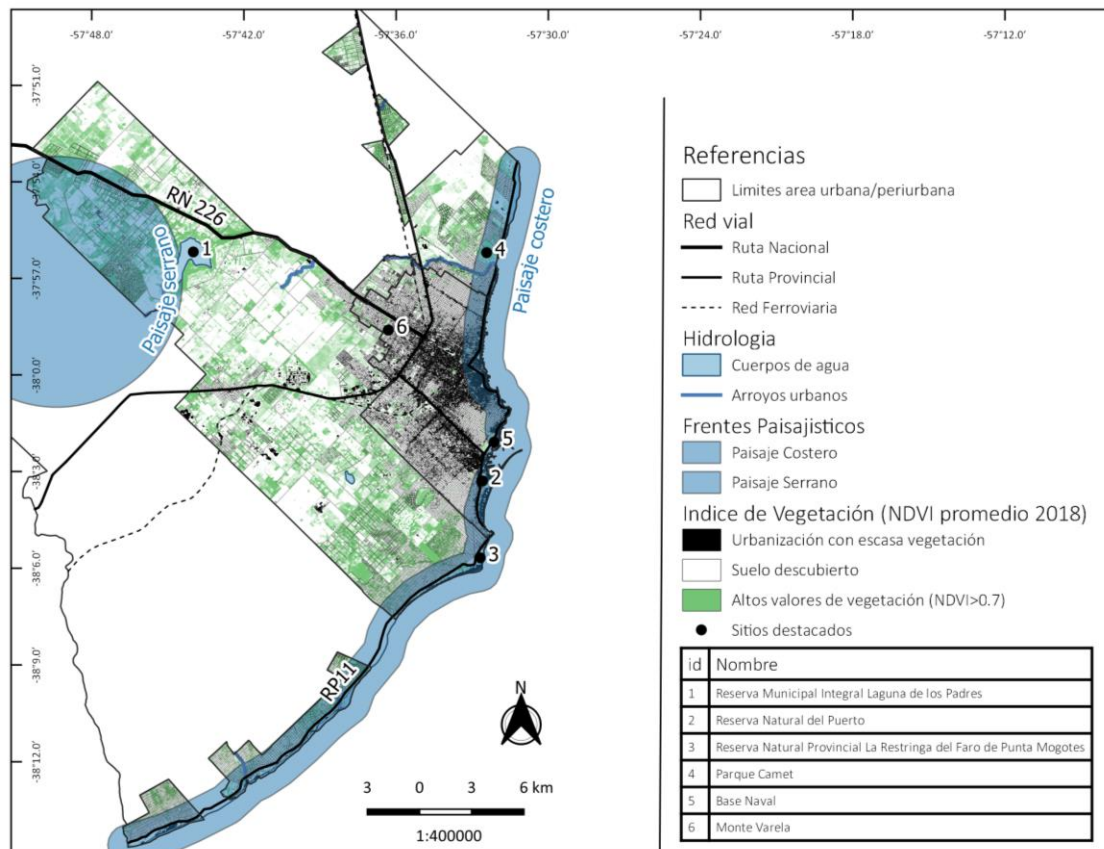 -57°48.0' -57°42.0' -57°36.0' -57°30.0' -57°24.0' -57°18.0' -57°12.0'
-37°51.0'
-37°54.0'
-37°57.0'
-38°0.0'
-38°3.0'
-38°6.0'
-38°9.0'
-38°12.0'
RN 226
Paisaje serrano
Paisaje costero
1
4
6
5
2
3
RP11
N
3 0 3 6 km
1:400000
Referencias
Limites area urbana/periurbana
Red vial
Ruta Nacional
Ruta Provincial
Red Ferroviaria
Hidrologia
Cuerpos de agua
Arroyos urbanos
Frentes Paisajisticos
Paisaje Costero
Paisaje Serrano
Indice de Vegetación (NDVI promedio 2018)
Urbanización con escasa vegetación
Suelo descubierto
Altos valores de vegetación (NDVI>0.7)
Sitios destacados
id Nombre
1 Reserva Municipal Integral Laguna de los Padres
2 Reserva Natural del Puerto
3 Reserva Natural Provincial La Restringa del Faro de Punta Mogotes
4 Parque Camet
5 Base Naval
6 Monte Varela